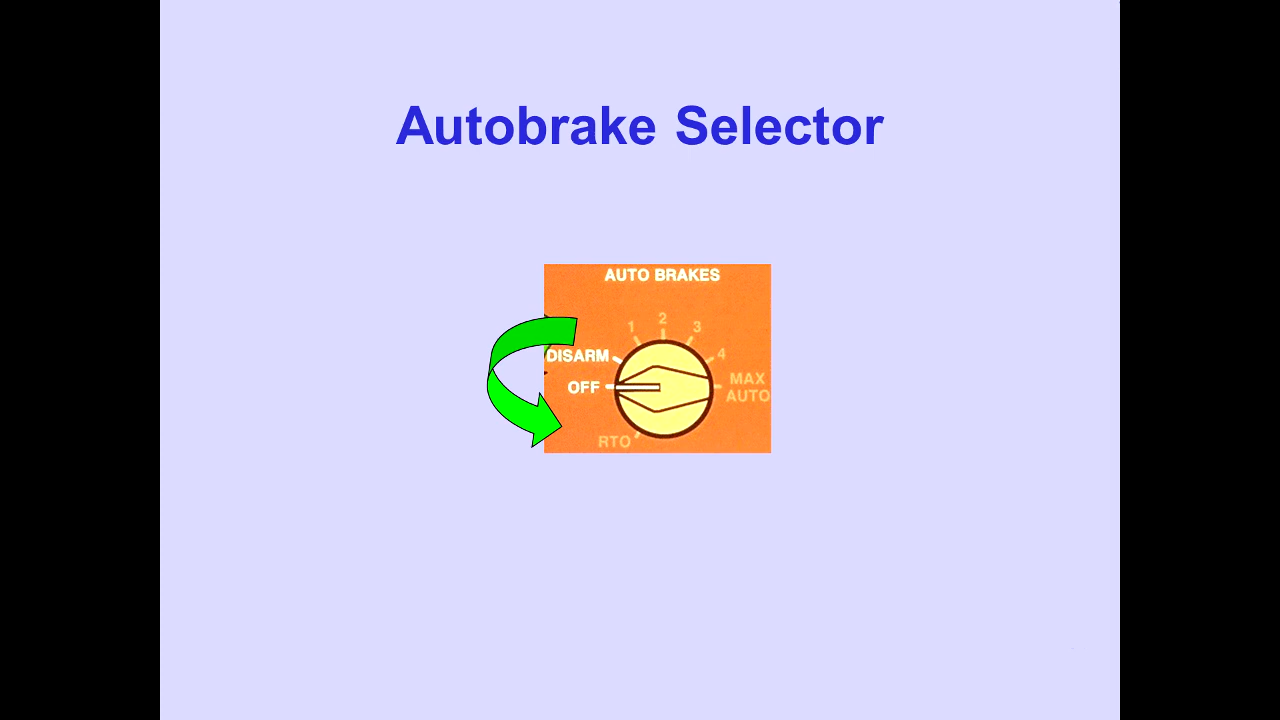 Autobrake Selector
AUTO BRAKES
1 2 3 4
DISARM
OFF
MAX
AUTO
RTO